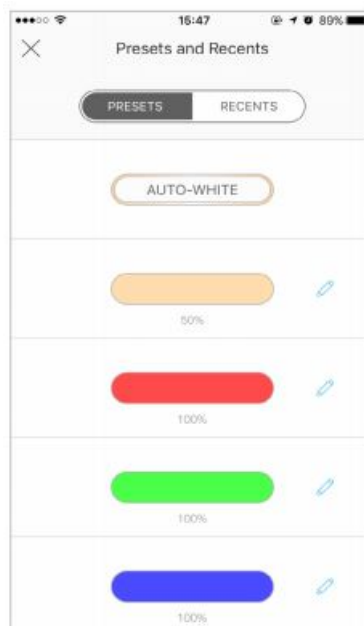 15:47 89%
Presets and Recents
PRESETS RECENTS
AUTO-WHITE
50%
100%
100%
100%